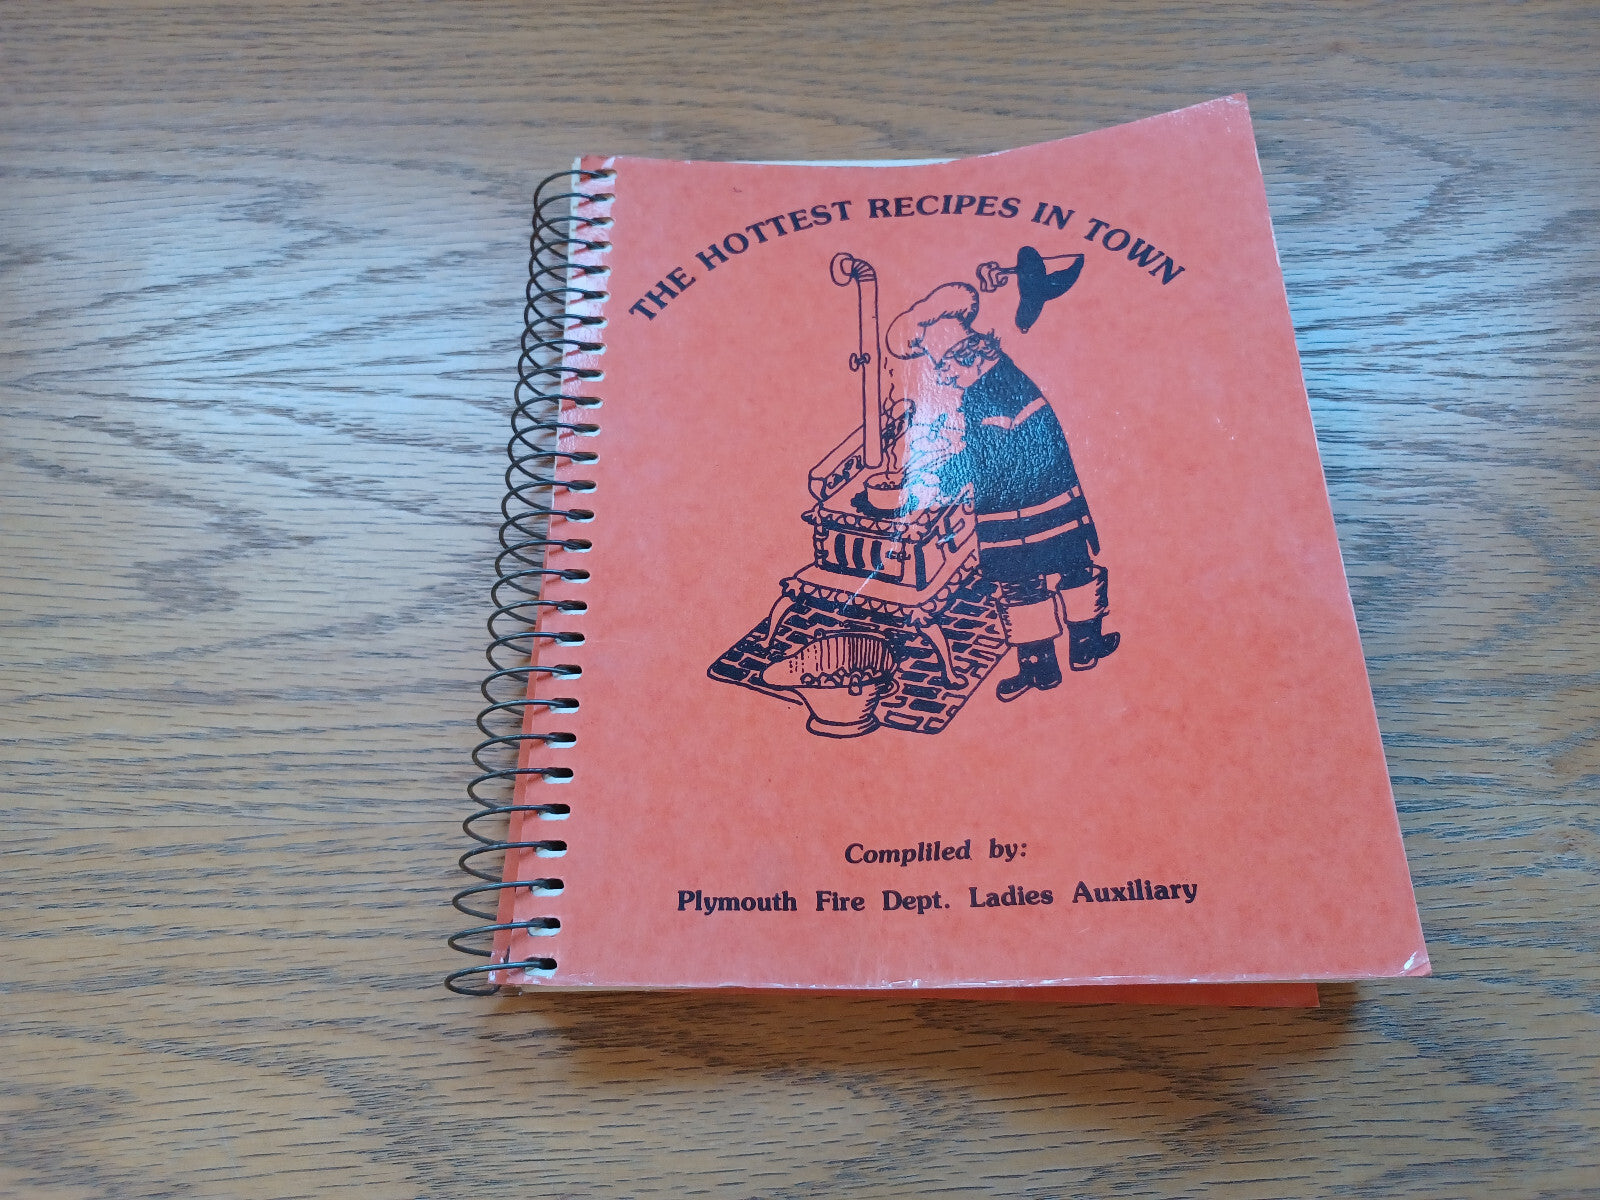 THE HOTTEST RECIPES IN TOWN
Compliled by:
Plymouth Fire Dept. Ladies Auxiliary